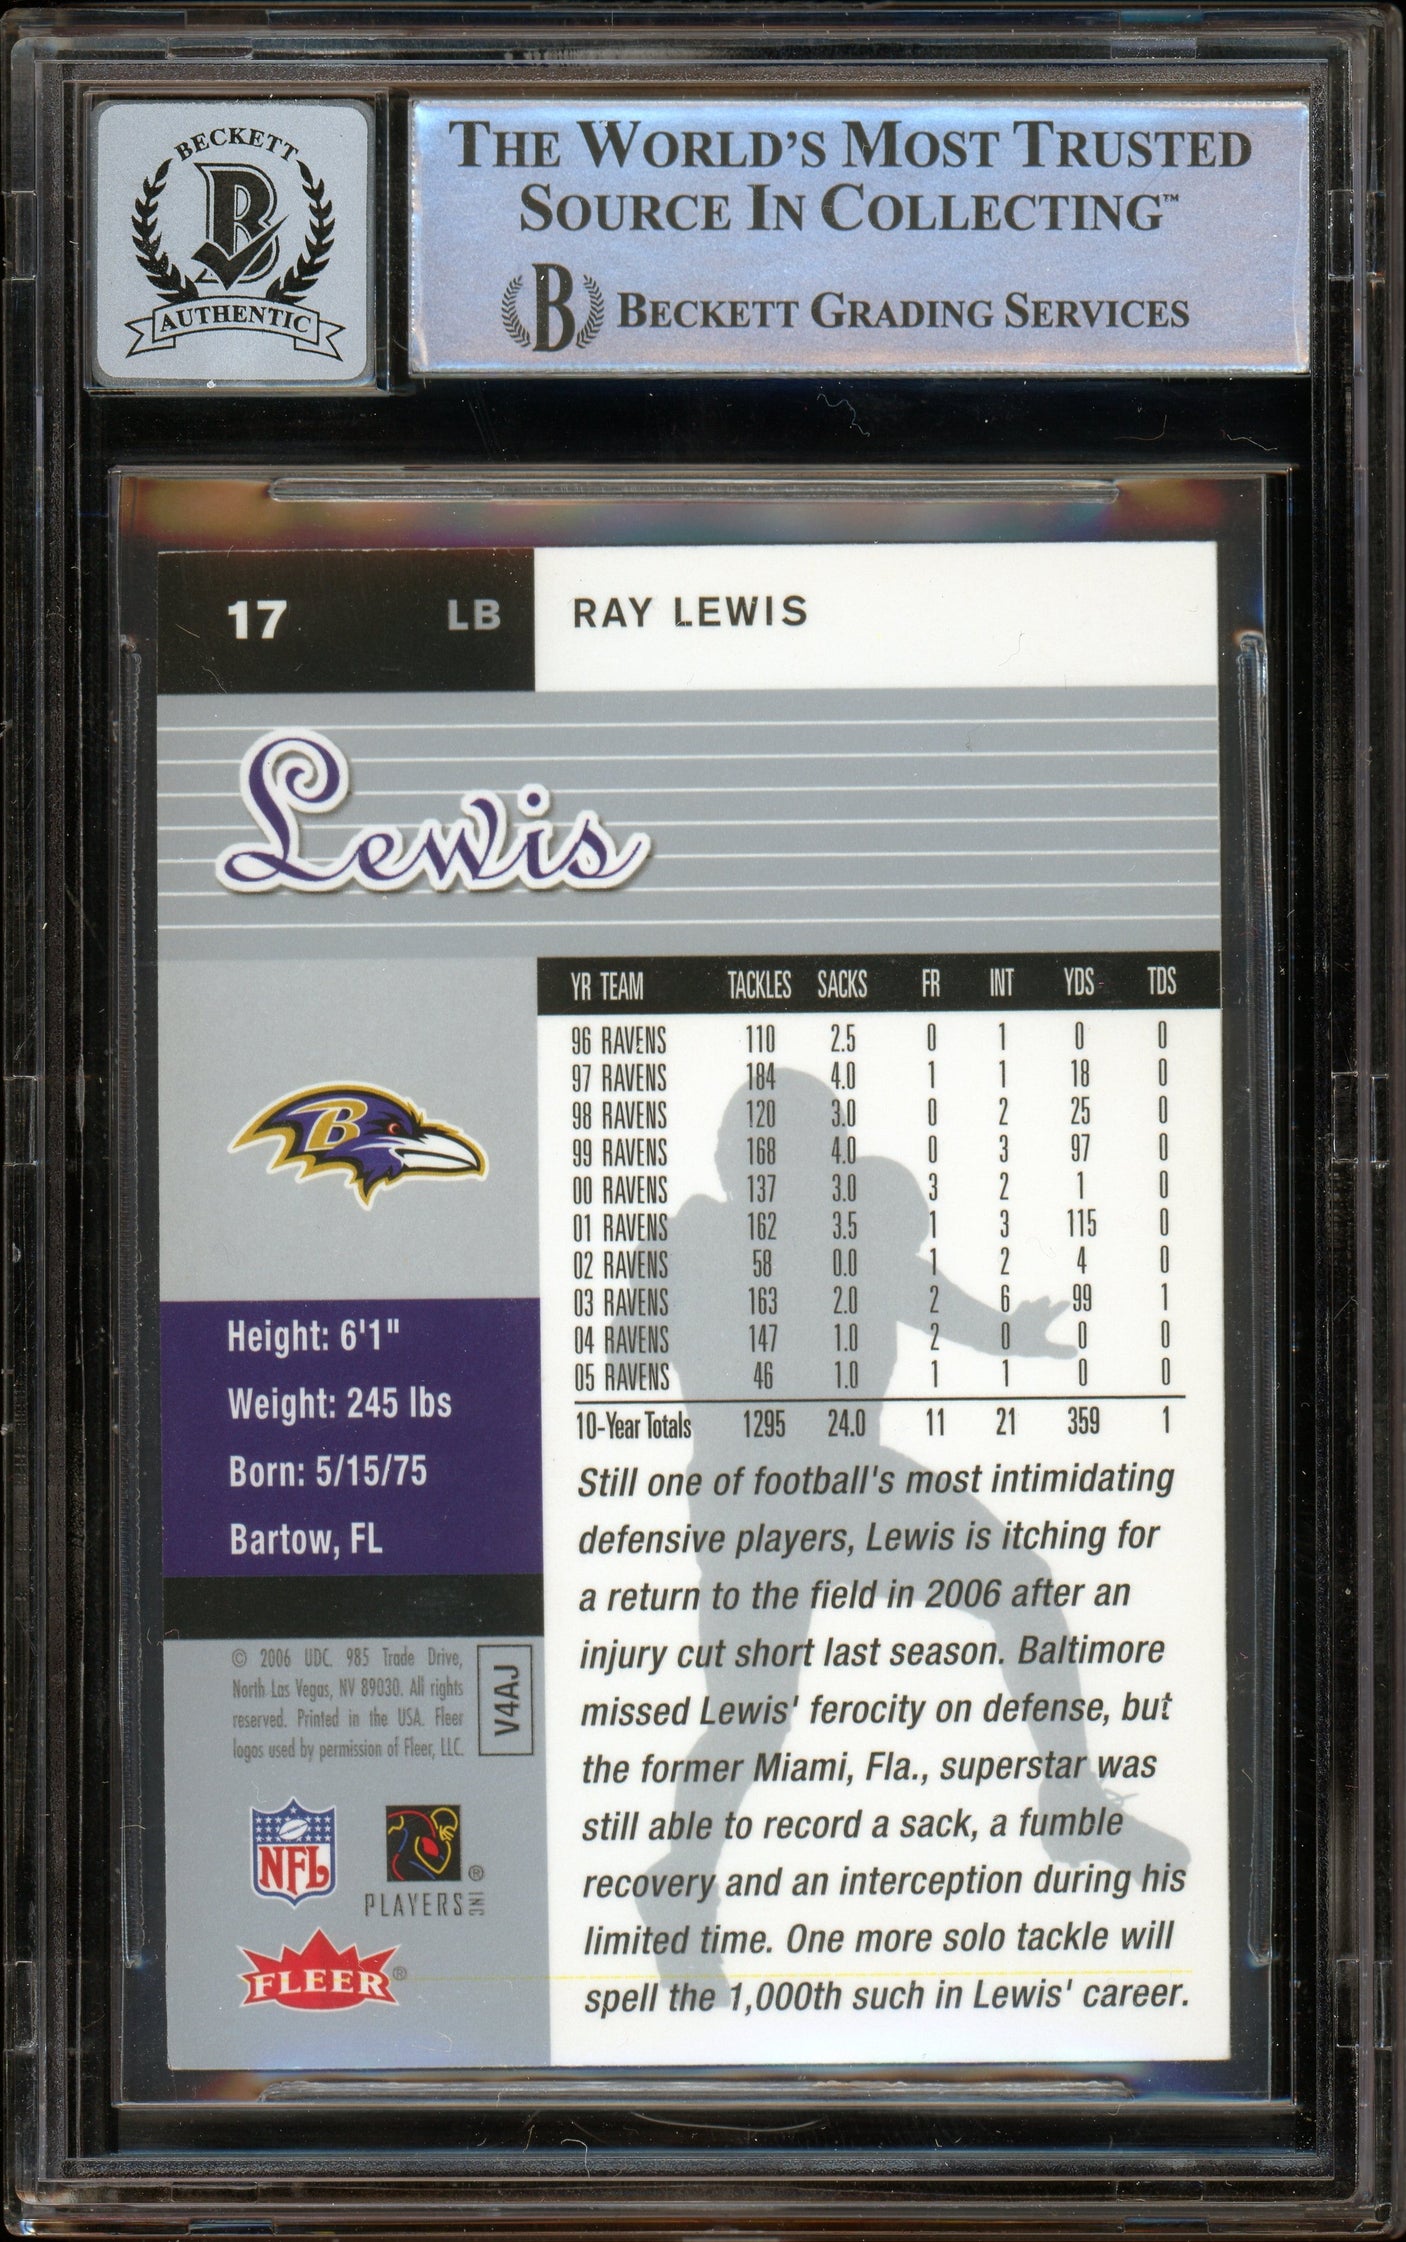 BECKETT
B
AUTHENTIC
THE WORLD'S MOST TRUSTED
SOURCE IN COLLECTING™
B BECKETT GRADING SERVICES
17 LB RAY LEWIS
Lewis
YR TEAM TACKLES SACKS FR INT YDS TDS
96 RAVENS 110 2.5 0 1 0 0
97 RAVENS 184 4.0 1 1 18 0
98 RAVENS 120 3.0 0 2 25 0
99 RAVENS 168 4.0 0 3 97 0
00 RAVENS 137 3.0 3 2 1 0
01 RAVENS 162 3.5 1 3 115 0
02 RAVENS 58 0.0 1 2 4 0
03 RAVENS 163 2.0 2 6 99 1
04 RAVENS 147 1.0 2 0 0 0
05 RAVENS 46 1.0 1 1 0 0
10-Year Totals 1295 24.0 11 21 359 1
B
Height: 6'1"
Weight: 245 lbs
Born: 5/15/75
Bartow, FL
Still one of football's most intimidating
defensive players, Lewis is itching for
a return to the field in 2006 after an
injury cut short last season. Baltimore
missed Lewis' ferocity on defense, but
the former Miami, Fla., superstar was
still able to record a sack, a fumble
recovery and an interception during his
limited time. One more solo tackle will
spell the 1,000th such in Lewis' career.
© 2006 UDC. 985 Trade Drive,
North Las Vegas, NV 89030. All rights
reserved. Printed in the USA. Fleer
logos used by permission of Fleer, LLC.
V4AJ
NFL
PLAYERS INC ®
FLEER ®